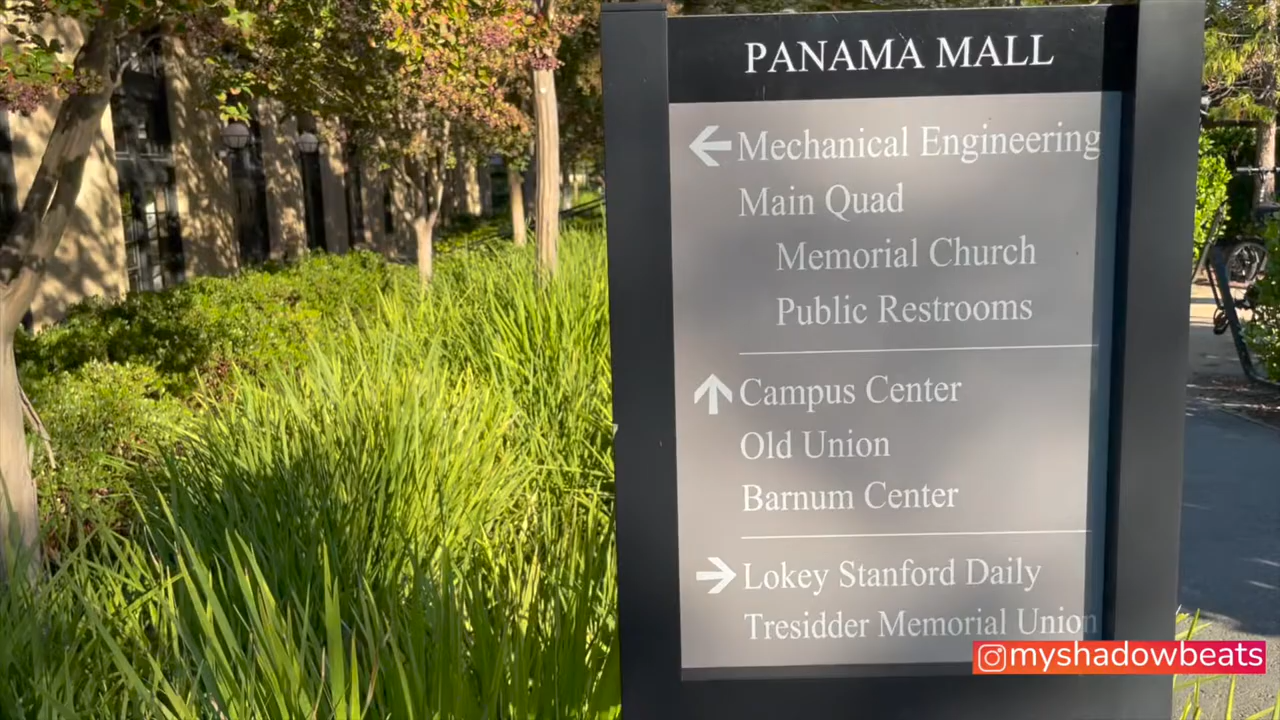 PANAMA MALL
← Mechanical Engineering
Main Quad
Memorial Church
Public Restrooms
↑ Campus Center
Old Union
Barnum Center
→ Lokey Stanford Daily
Tresidder Memorial Union
myshadowbeats